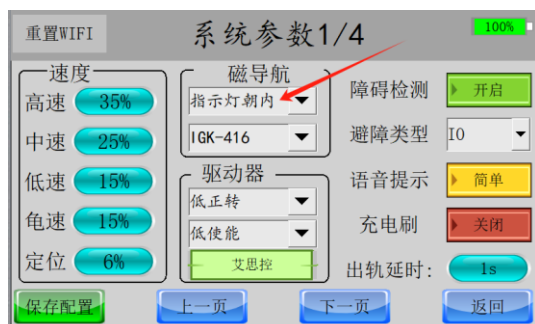 重置WIFI
系统参数1/4
100%
速度
高速 35%
中速 25%
低速 15%
龟速 15%
定位 6%
磁导航
指示灯朝内
IGK-416
驱动器
低正转
低使能
艾思控
障碍检测 开启
避障类型 IO
语音提示 简单
充电刷 关闭
出轨延时: 1s
保存配置
上一页
下一页
返回